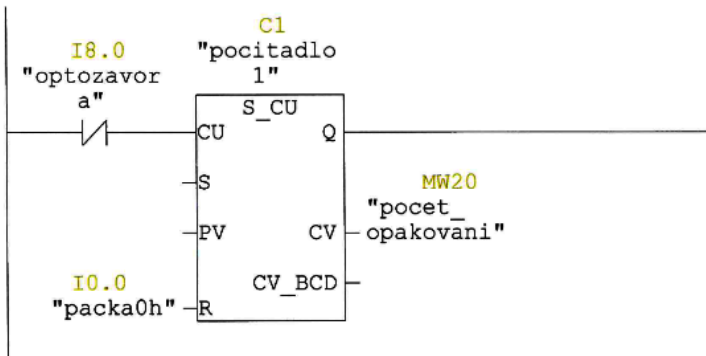 C1
I8.0
"pocitadlo
"optozavor
1"
a"
S_CU
CU
Q
S
MW20
"pocet_
PV
CV
opakovani"
I0.0
CV_BCD
"packa0h"
R